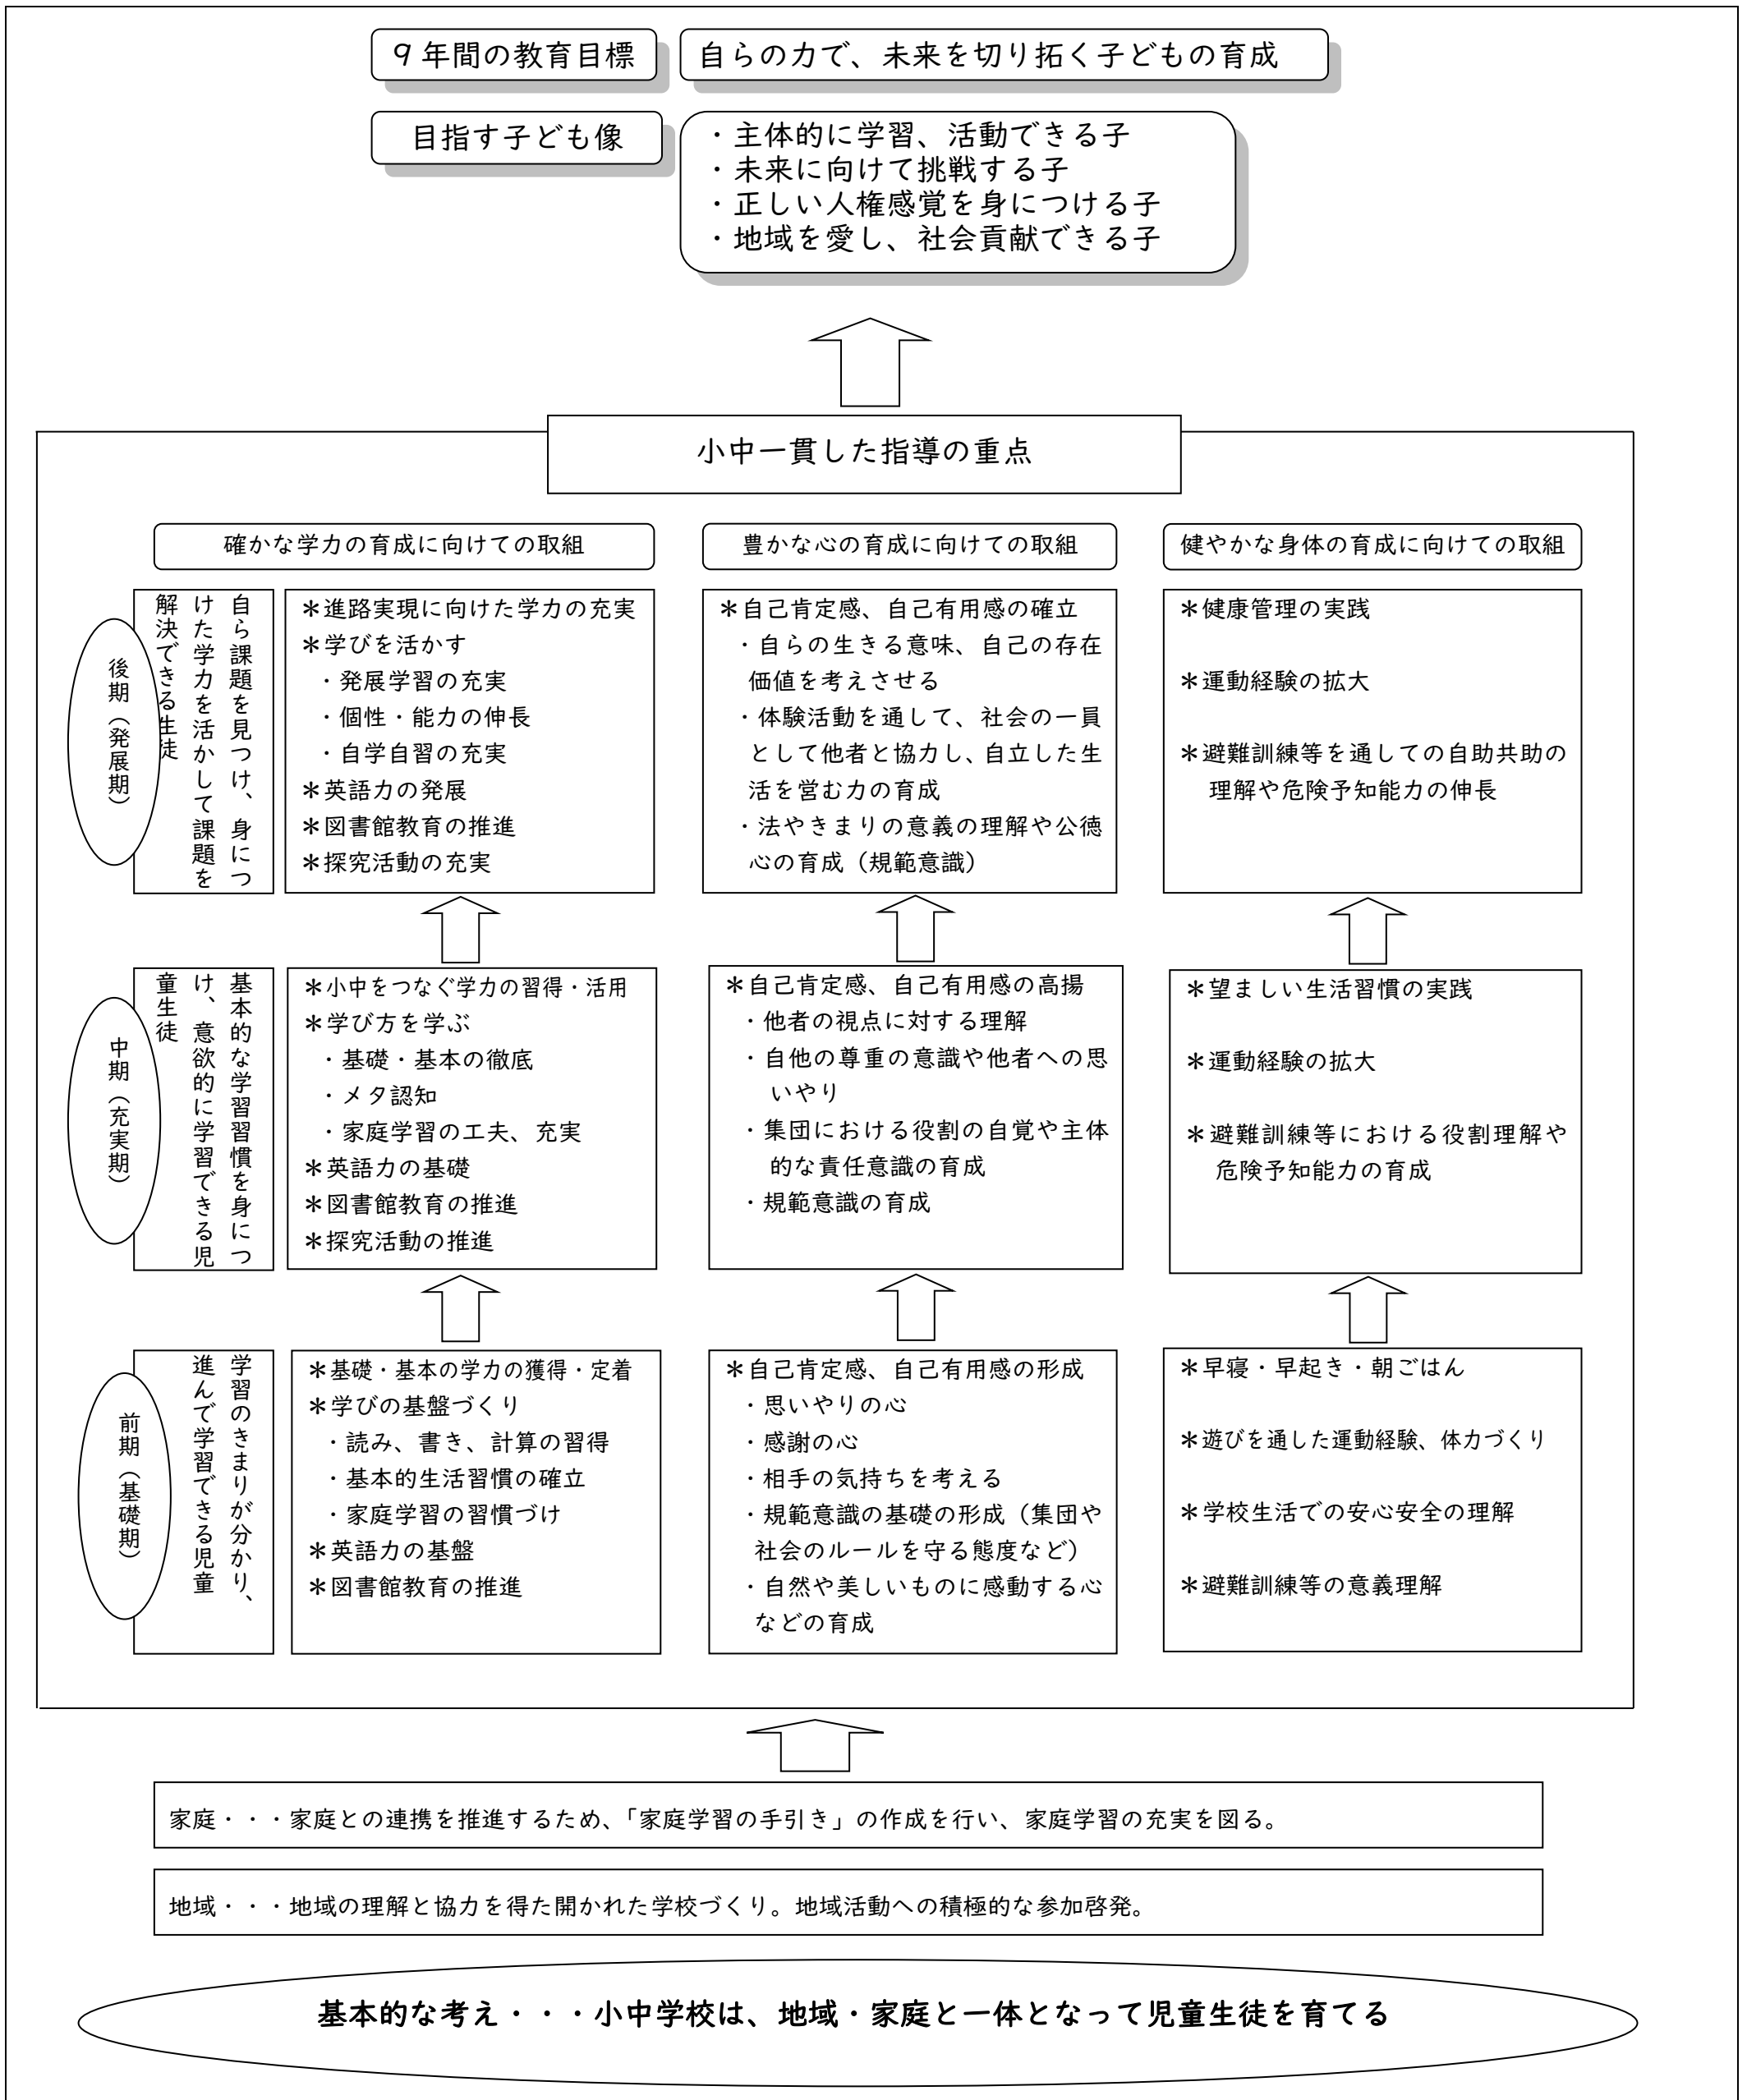 ９年間の教育目標
自らの力で、未来を切り拓く子どもの育成
目指す子ども像
・主体的に学習、活動できる子
・未来に向けて挑戦する子
・正しい人権感覚を身につける子
・地域を愛し、社会貢献できる子
小中一貫した指導の重点
確かな学力の育成に向けての取組
豊かな心の育成に向けての取組
健やかな身体の育成に向けての取組
後期（発展期）
自ら課題を見つけ、身につ
けた学力を活かして課題を
解決できる生徒
＊進路実現に向けた学力の充実
＊学びを活かす
・発展学習の充実
・個性・能力の伸長
・自学自習の充実
＊英語力の発展
＊図書館教育の推進
＊探究活動の充実
＊自己肯定感、自己有用感の確立
・自らの生きる意味、自己の存在
価値を考えさせる
・体験活動を通して、社会の一員
として他者と協力し、自立した生
活を営む力の育成
・法やきまりの意義の理解や公徳
心の育成（規範意識）
＊健康管理の実践
＊運動経験の拡大
＊避難訓練等を通しての自助共助の
理解や危険予知能力の伸長
中期（充実期）
基本的な学習習慣を身につ
け、意欲的に学習できる児
童生徒
＊小中をつなぐ学力の習得・活用
＊学び方を学ぶ
・基礎・基本の徹底
・メタ認知
・家庭学習の工夫、充実
＊英語力の基礎
＊図書館教育の推進
＊探究活動の推進
＊自己肯定感、自己有用感の高揚
・他者の視点に対する理解
・自他の尊重の意識や他者への思
いやり
・集団における役割の自覚や主体
的な責任意識の育成
・規範意識の育成
＊望ましい生活習慣の実践
＊運動経験の拡大
＊避難訓練等における役割理解や
危険予知能力の育成
前期（基礎期）
学習のきまりが分かり、
進んで学習できる児童
＊基礎・基本の学力の獲得・定着
＊学びの基盤づくり
・読み、書き、計算の習得
・基本的生活習慣の確立
・家庭学習の習慣づけ
＊英語力の基盤
＊図書館教育の推進
＊自己肯定感、自己有用感の形成
・思いやりの心
・感謝の心
・相手の気持ちを考える
・規範意識の基礎の形成（集団や
社会のルールを守る態度など）
・自然や美しいものに感動する心
などの育成
＊早寝・早起き・朝ごはん
＊遊びを通した運動経験、体力づくり
＊学校生活での安心安全の理解
＊避難訓練等の意義理解
家庭・・・家庭との連携を推進するため、「家庭学習の手引き」の作成を行い、家庭学習の充実を図る。
地域・・・地域の理解と協力を得た開かれた学校づくり。地域活動への積極的な参加啓発。
基本的な考え・・・小中学校は、地域・家庭と一体となって児童生徒を育てる